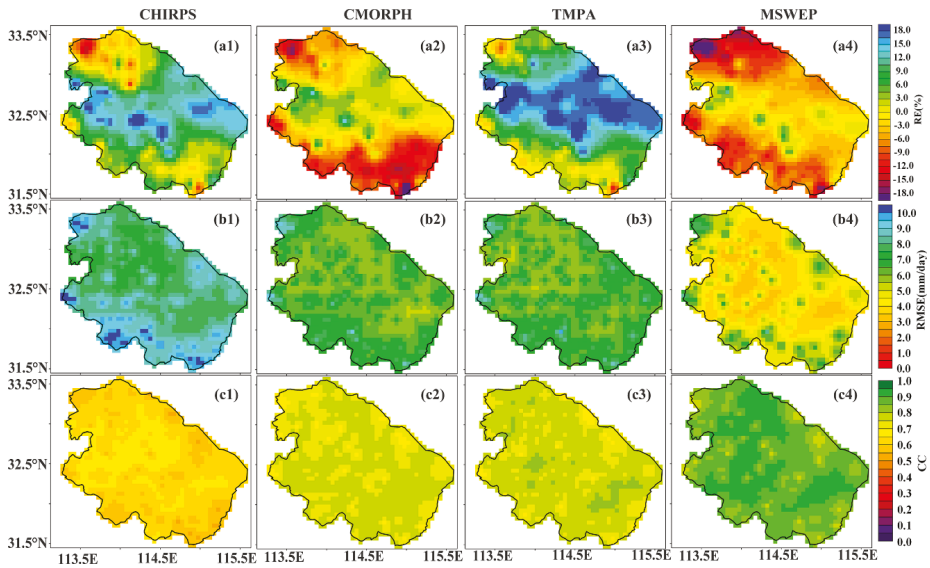 CHIRPS CMORPH TMPA MSWEP
33.5°N (a1) (a2) (a3) (a4)
32.5°N
31.5°N
18.0
15.0
12.0
9.0
6.0
3.0
0.0
-3.0
-6.0
-9.0
-12.0
-15.0
-18.0
RE(%)
33.5°N (b1) (b2) (b3) (b4)
32.5°N
31.5°N
10.0
9.0
8.0
7.0
6.0
5.0
4.0
3.0
2.0
1.0
0.0
RMSE(mm/day)
33.5°N (c1) (c2) (c3) (c4)
32.5°N
31.5°N
1.0
0.9
0.8
0.7
0.6
0.5
0.4
0.3
0.2
0.1
0.0
CC
113.5E 114.5E 115.5E 113.5E 114.5E 115.5E 113.5E 114.5E 115.5E 113.5E 114.5E 115.5E